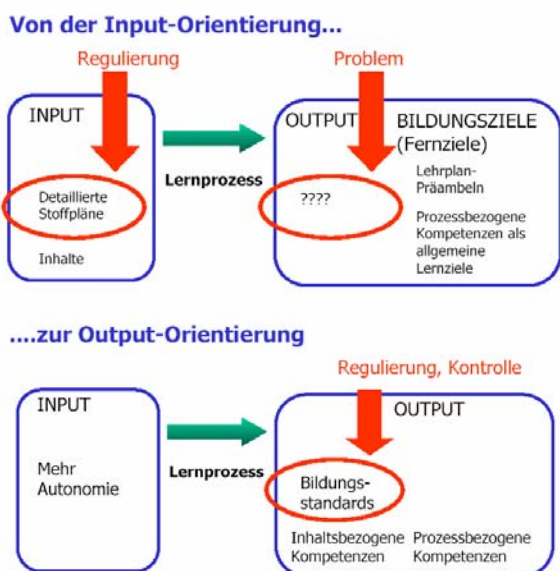 Von der Input-Orientierung...
Regulierung
Problem
INPUT
Detaillierte
Stoffpläne
Inhalte
Lernprozess
OUTPUT
????
BILDUNGSZIELE
(Fernziele)
Lehrplan-
Präambeln
Prozessbezogene
Kompetenzen als
allgemeine
Lernziele
....zur Output-Orientierung
Regulierung, Kontrolle
INPUT
Mehr
Autonomie
Lernprozess
OUTPUT
Bildungs-
standards
Inhaltsbezogene
Kompetenzen
Prozessbezogene
Kompetenzen